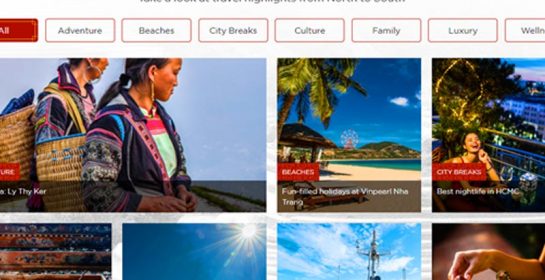 Take a look at travel highlights from North to South
All
Adventure
Beaches
City Breaks
Culture
Family
Luxury
Welln
TURE
a: Ly Thy Ker
BEACHES
Fun-filled holidays at Vinpearl Nha
Trang
CITY BREAKS
Best nightlife in HCMC